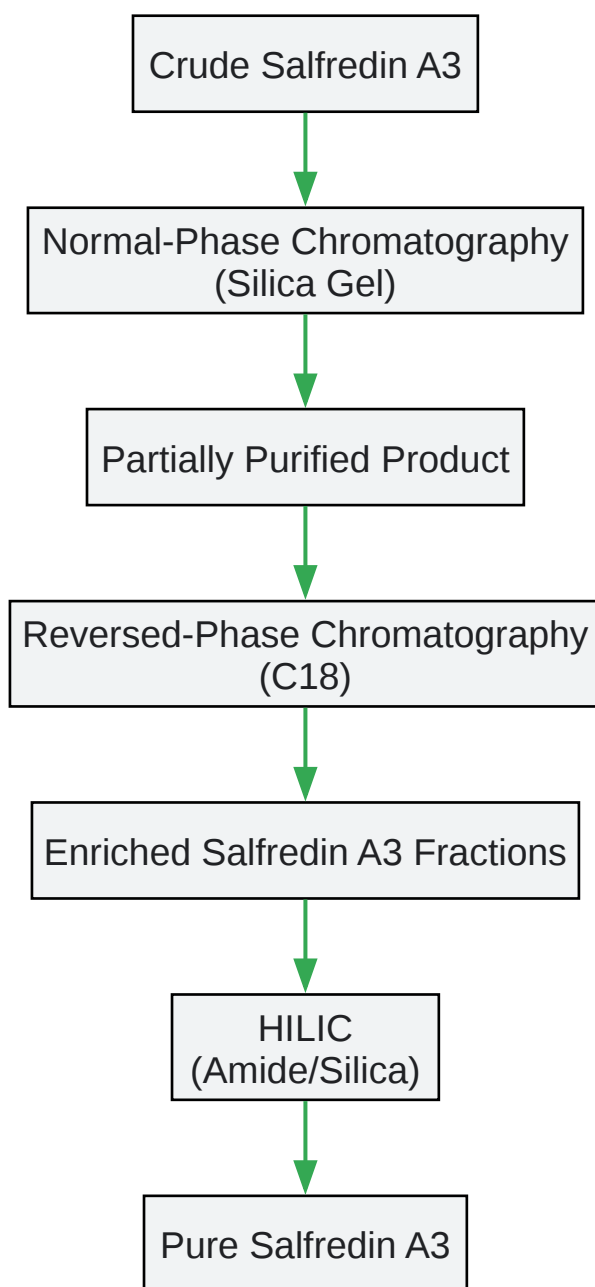 Crude Salfredin A3
Normal-Phase Chromatography
(Silica Gel)
Partially Purified Product
Reversed-Phase Chromatography
(C18)
Enriched Salfredin A3 Fractions
HILIC
(Amide/Silica)
Pure Salfredin A3